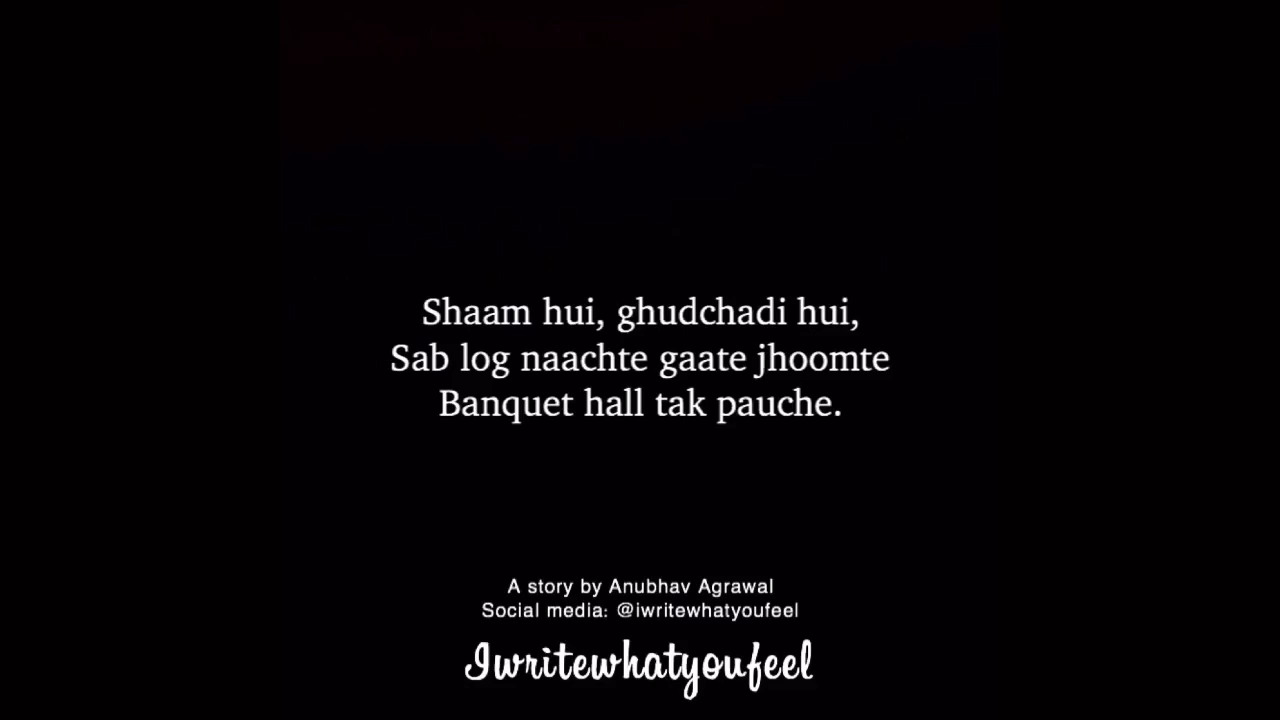 Shaam hui, ghudchadi hui,
Sab log naachte gaate jhoomte
Banquet hall tak pauche.
A story by Anubhav Agrawal
Social media: @iwritewhatyoufeel
Iwritewhatyoufeel